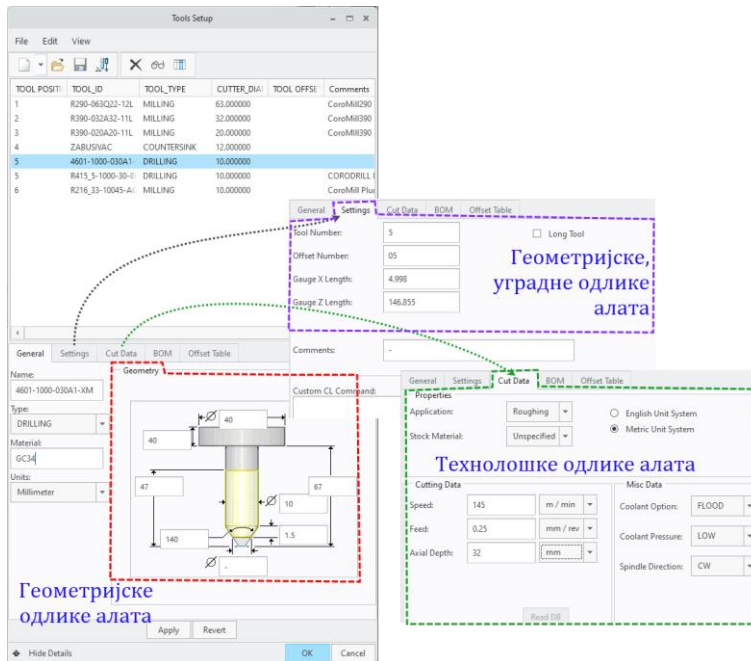 Tools Setup
File Edit View
TOOL POSITI TOOL_ID TOOL_TYPE CUTTER_DIA TOOL OFFSE Comments
1 R290-063Q22-12L MILLING 63.000000 CoroMill290
2 R390-032A32-11L MILLING 32.000000 CoroMill390
3 R390-020A20-11L MILLING 20.000000 CoroMill390
4 ZABUSIVAC COUNTERSINK 12.000000
5 4601-1000-030A1- DRILLING 10.000000
5 R415_5-1000-30-8 DRILLING 10.000000 CORODRILL
6 R216_33-10045-AC MILLING 10.000000 CoroMill Plu
General Settings Cut Data BOM Offset Table
Tool Number: 5 Long Tool
Offset Number: 05
Gauge X Length: 4.998
Gauge Z Length: 146.855
Геометријске,
уградне одлике
алата
Comments: -
Custom CL Command:
General Settings Cut Data BOM Offset Table
Name:
4601-1000-030A1-XM
Type:
DRILLING
Material:
GC34
Units:
Millimeter
Geometry
Ø 40
40
47
67
Ø 10
140
1.5
Ø -
Геометријске
одлике алата
Apply Revert
Hide Details OK Cancel
General Settings Cut Data BOM Offset Table
Properties
Application: Roughing English Unit System
Stock Material: Unspecified Metric Unit System
Технолошке одлике алата
Cutting Data Misc Data
Speed: 145 m / min Coolant Option: FLOOD
Feed: 0.25 mm / rev Coolant Pressure: LOW
Axial Depth: 32 mm Spindle Direction: CW
Read DB